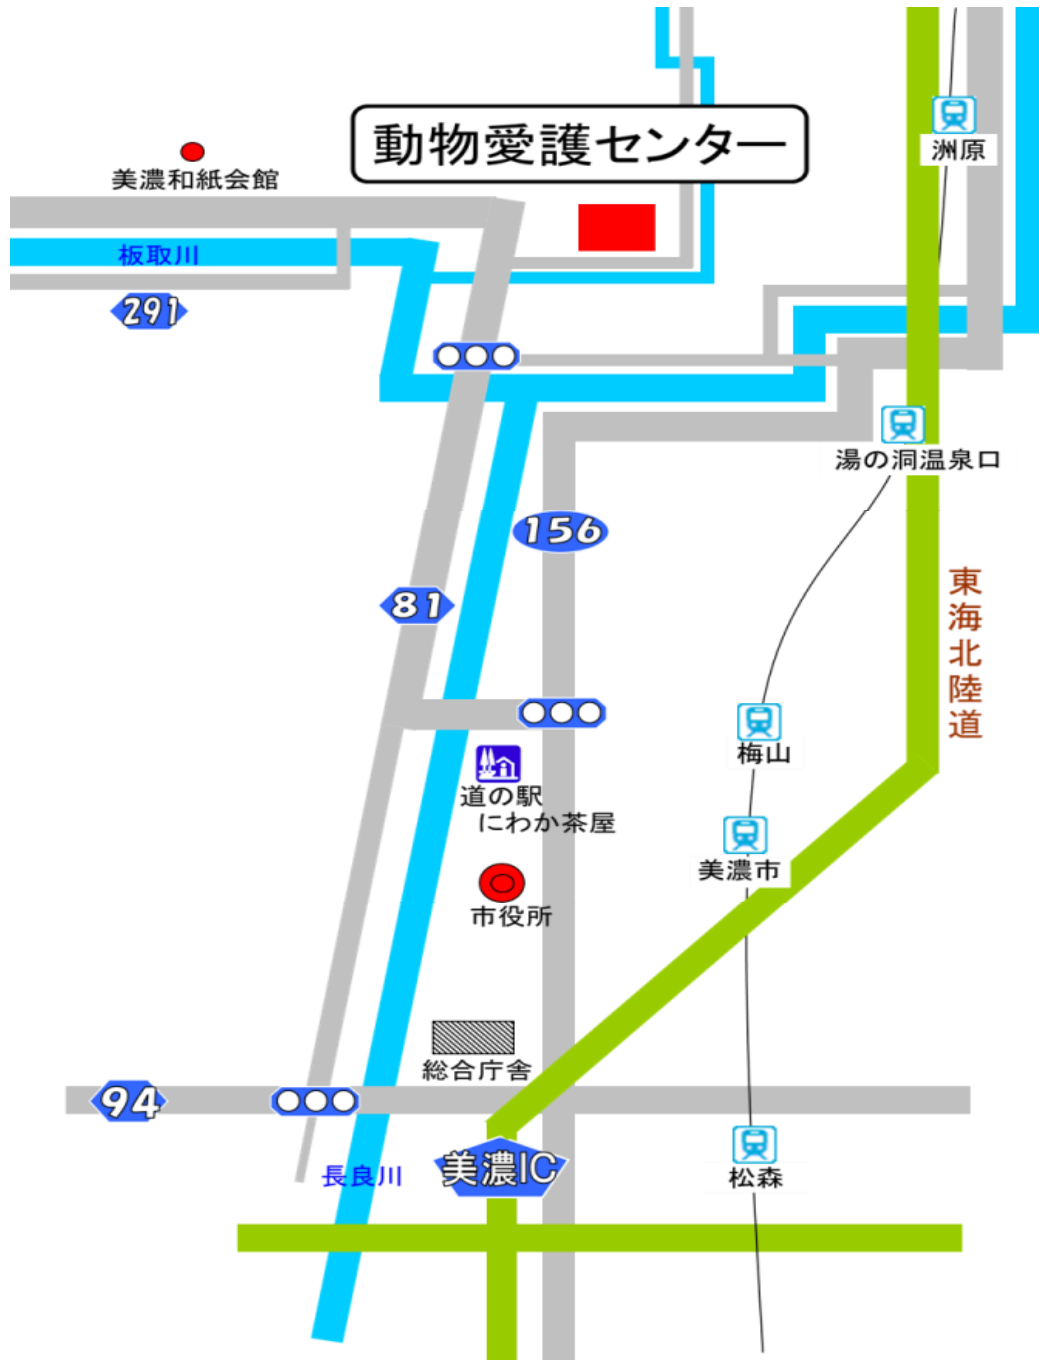 動物愛護センター
洲原
美濃和紙会館
板取川
291
湯の洞温泉口
156
東海北陸道
81
梅山
道の駅
にわか茶屋
美濃市
市役所
総合庁舎
94
美濃IC
長良川
松森